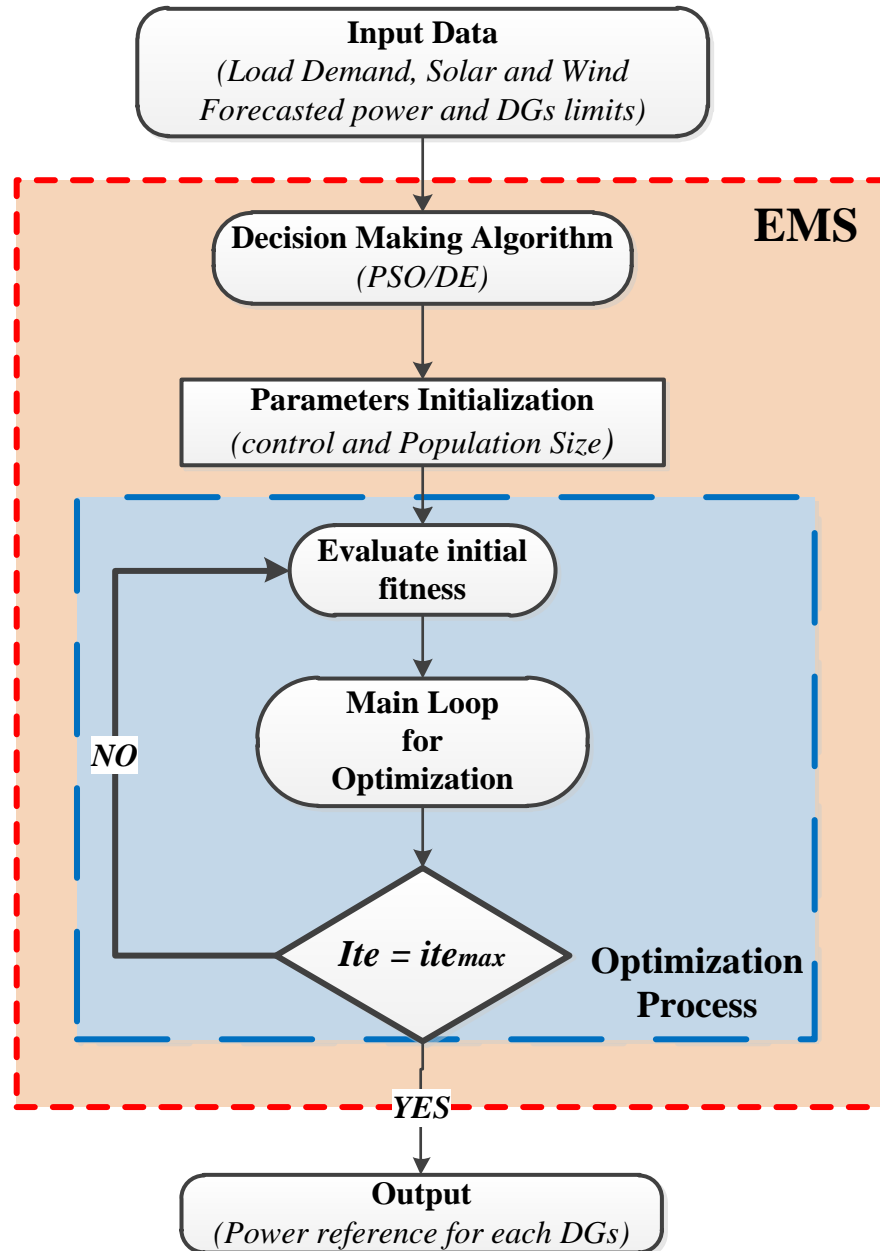 Input Data
(Load Demand, Solar and Wind
Forecasted power and DGs limits)
EMS
Decision Making Algorithm
(PSO/DE)
Parameters Initialization
(control and Population Size)
Evaluate initial
fitness
Main Loop
for
Optimization
NO
Ite = itemax
Optimization
Process
YES
Output
(Power reference for each DGs)